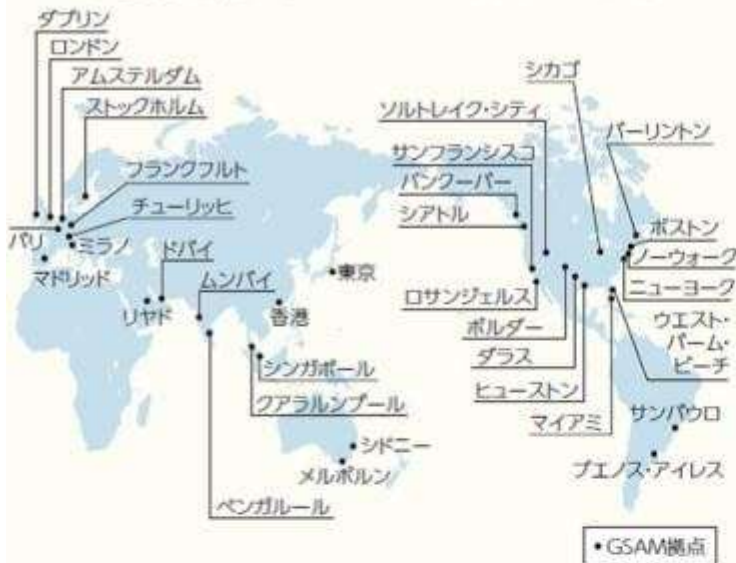 ダブリン
ロンドン
アムステルダム
ストックホルム
フランクフルト
チューリッヒ
パリ
ミラノ
マドリッド
ドバイ
リヤド
ムンバイ
香港
東京
シンガポール
クアラルンプール
シドニー
メルボルン
ベンガルール
シカゴ
ソルトレイク・シティ
バーリントン
サンフランシスコ
バンクーバー
シアトル
ボストン
ノーウォーク
ニューヨーク
ロサンジェルス
ボルダー
ダラス
ヒューストン
マイアミ
ウエスト・
パーム・
ビーチ
サンパウロ
ブエノス・アイレス
•GSAM拠点